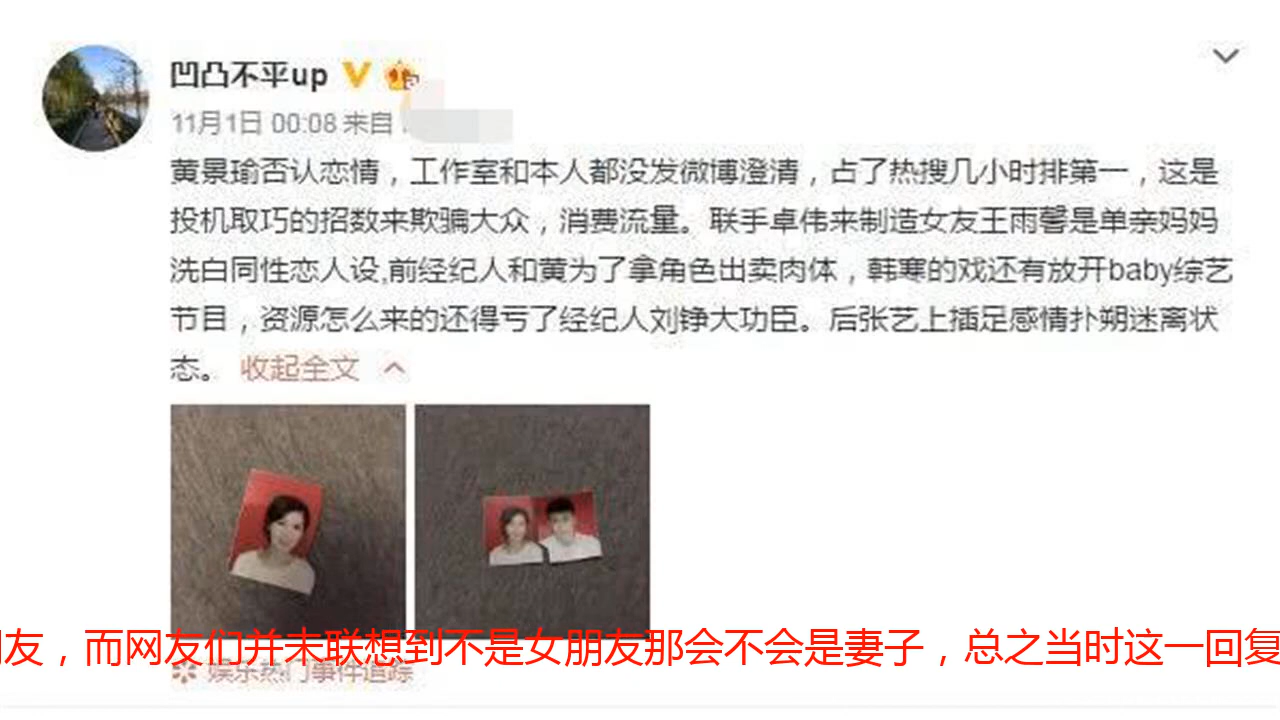 凹凸不平up
11月1日 00:08 来自
黄景瑜否认恋情，工作室和本人都没发微博澄清，占了热搜几小时排第一，这是
投机取巧的招数来欺骗大众，消费流量。联手卓伟来制造女友王雨馨是单亲妈妈
洗白同性恋人设,前经纪人和黄为了拿角色出卖肉体，韩寒的戏还有放开baby综艺
节目，资源怎么来的还得亏了经纪人刘铮大功臣。后张艺上插足感情扑朔迷离状
态。 收起全文
友，而网友们并未联想到不是女朋友那会不会是妻子，总之当时这一回复
娱乐热门事件追踪